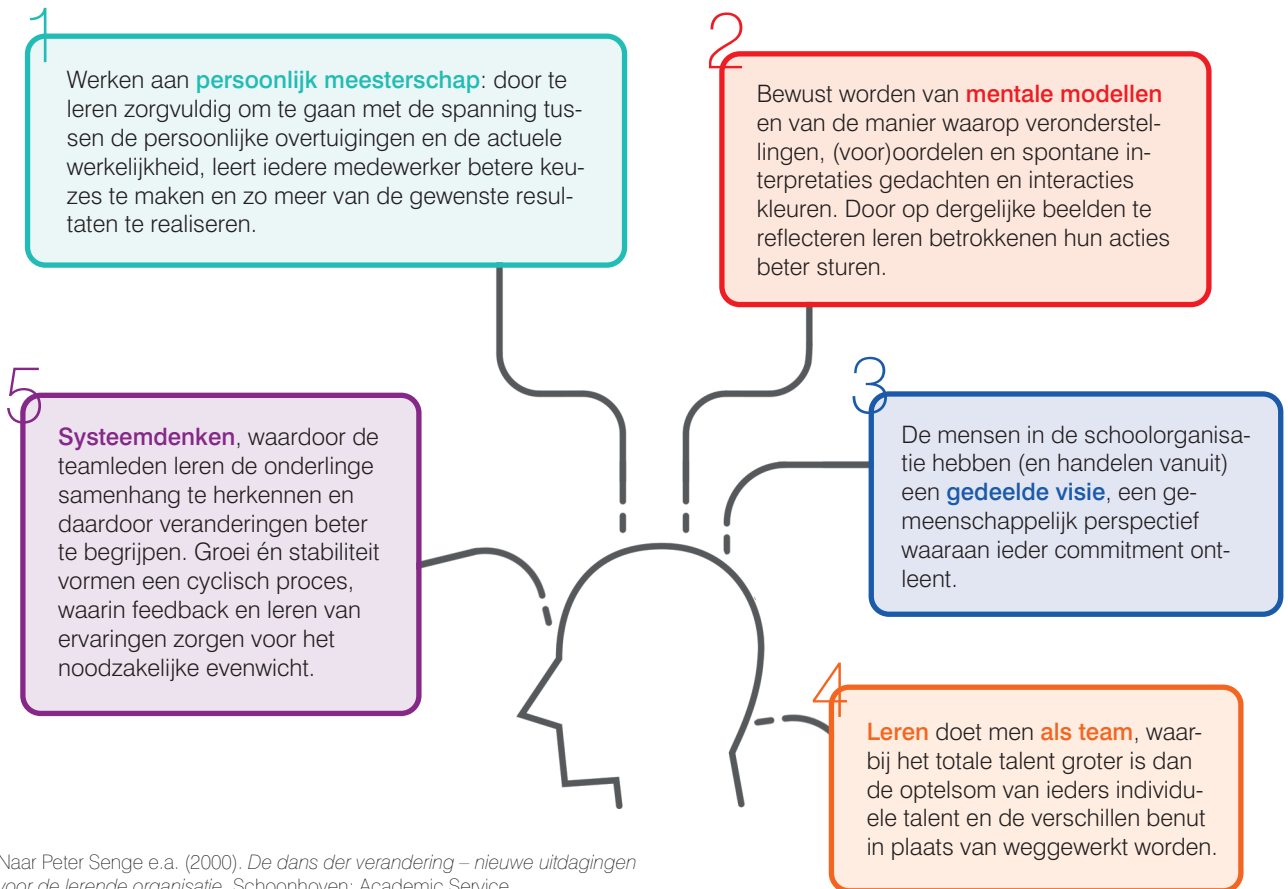 1
Werken aan persoonlijk meesterschap: door te
leren zorgvuldig om te gaan met de spanning tus-
sen de persoonlijke overtuigingen en de actuele
werkelijkheid, leert iedere medewerker betere keu-
zes te maken en zo meer van de gewenste resul-
taten te realiseren.
2
Bewust worden van mentale modellen
en van de manier waarop veronderstel-
lingen, (voor)oordelen en spontane in-
terpretaties gedachten en interacties
kleuren. Door op dergelijke beelden te
reflecteren leren betrokkenen hun acties
beter sturen.
3
De mensen in de schoolorganisa-
tie hebben (en handelen vanuit)
een gedeelde visie, een ge-
meenschappelijk perspectief
waaraan ieder commitment ont-
leent.
4
Leren doet men als team, waar-
bij het totale talent groter is dan
de optelsom van ieders individu-
ele talent en de verschillen benut
in plaats van weggewerkt worden.
5
Systeemdenken, waardoor de
teamleden leren de onderlinge
samenhang te herkennen en
daardoor veranderingen beter
te begrijpen. Groei én stabiliteit
vormen een cyclisch proces,
waarin feedback en leren van
ervaringen zorgen voor het
noodzakelijke evenwicht.
Naar Peter Senge e.a. (2000). De dans der verandering – nieuwe uitdagingen
voor de lerende organisatie. Schoonhoven: Academic Service